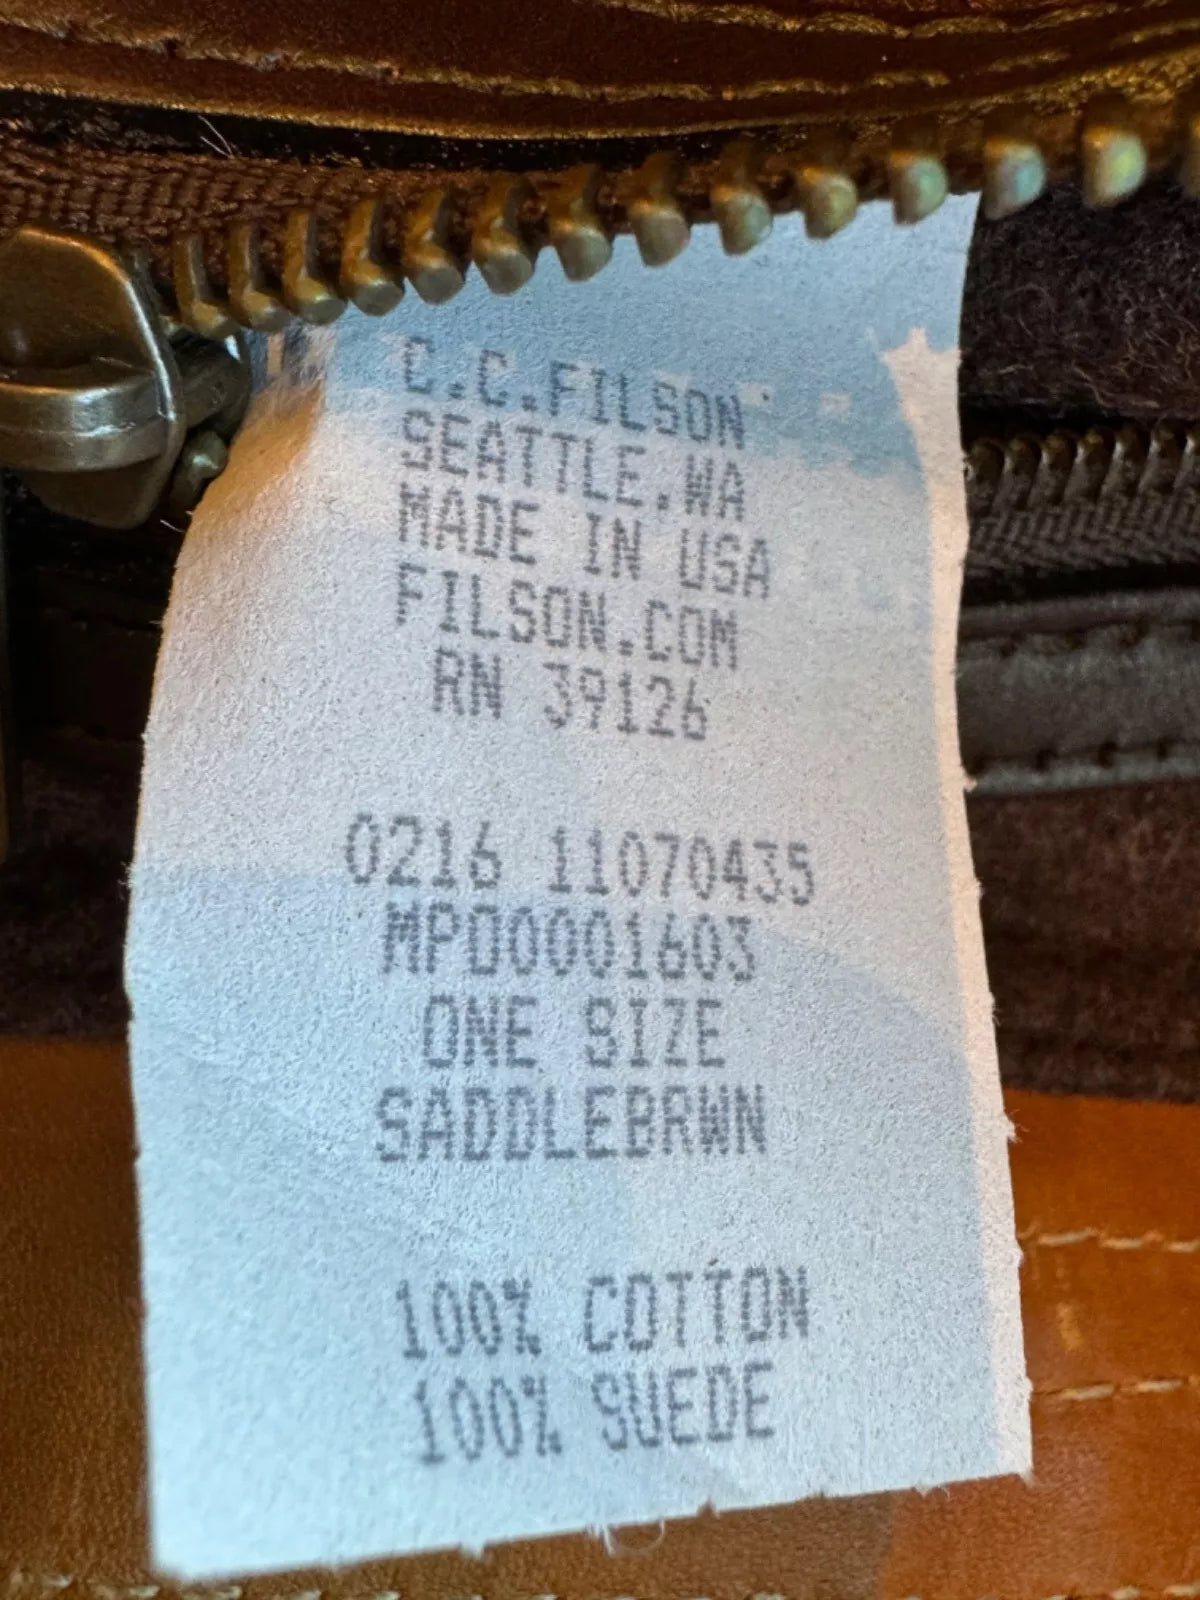 C.C.FILSON
SEATTLE,WA
MADE IN USA
FILSON.COM
RN 39126
0216 11070435
MPD0001603
ONE SIZE
SADDLEBRWN
100% COTTON
100% SUEDE